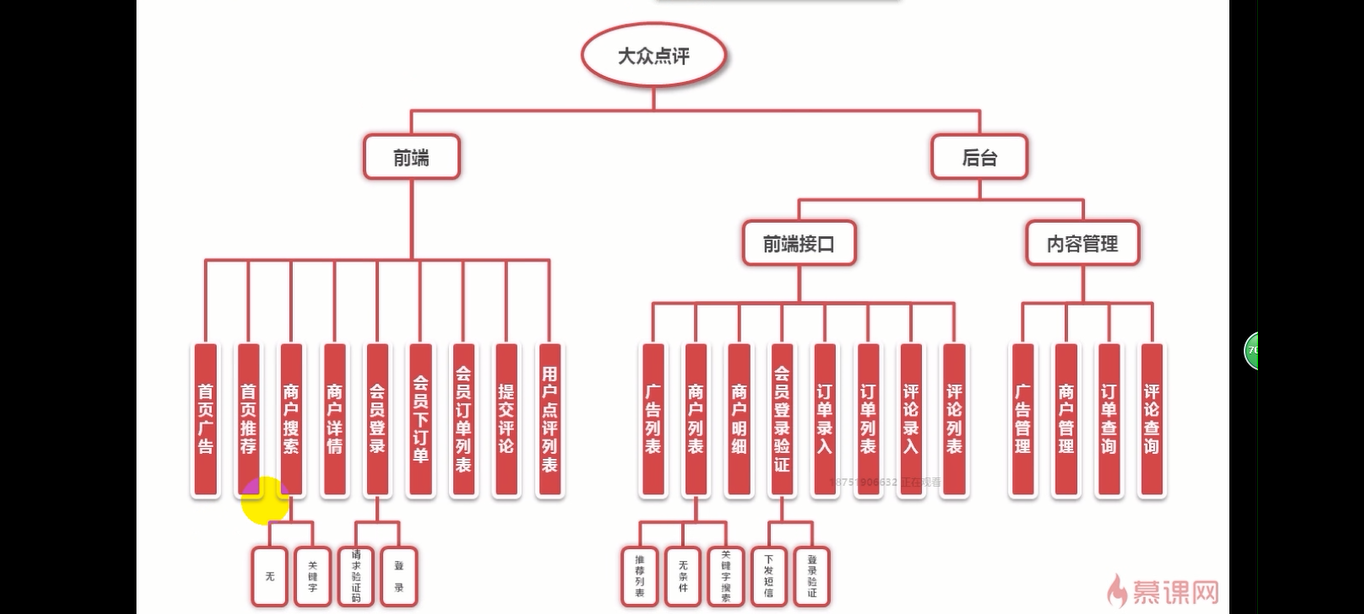 大众点评
前端
后台
前端接口
内容管理
首页广告
首页推荐
商户搜索
商户详情
会员登录
会员下订单
会员订单列表
提交评论
用户点评列表
广告列表
商户列表
商户明细
会员登录验证
订单录入
订单列表
评论录入
评论列表
广告管理
商户管理
订单查询
评论查询
18751906632 正在观看
无
关键字
请求验证码
登录
推荐列表
无条件
关键字搜索
下发短信
登录验证
慕课网